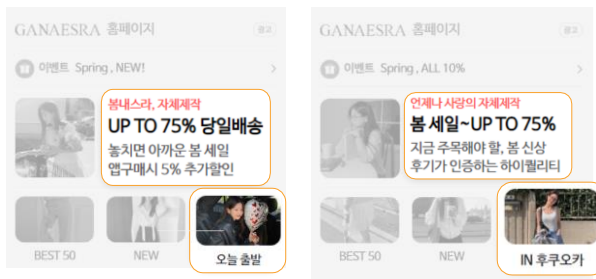 GANAESRA 홈페이지
광고
이벤트 Spring , NEW!
봄내스라, 자체제작
UP TO 75% 당일배송
놓치면 아까운 봄 세일
앱구매시 5% 추가할인
BEST 50
NEW
오늘 출발
GANAESRA 홈페이지
광고
이벤트 Spring , ALL 10%
언제나 사랑의 자체제작
봄 세일~UP TO 75%
지금 주목해야 할, 봄 신상
후기가 인증하는 하이퀄리티
BEST 50
NEW
IN 후쿠오카